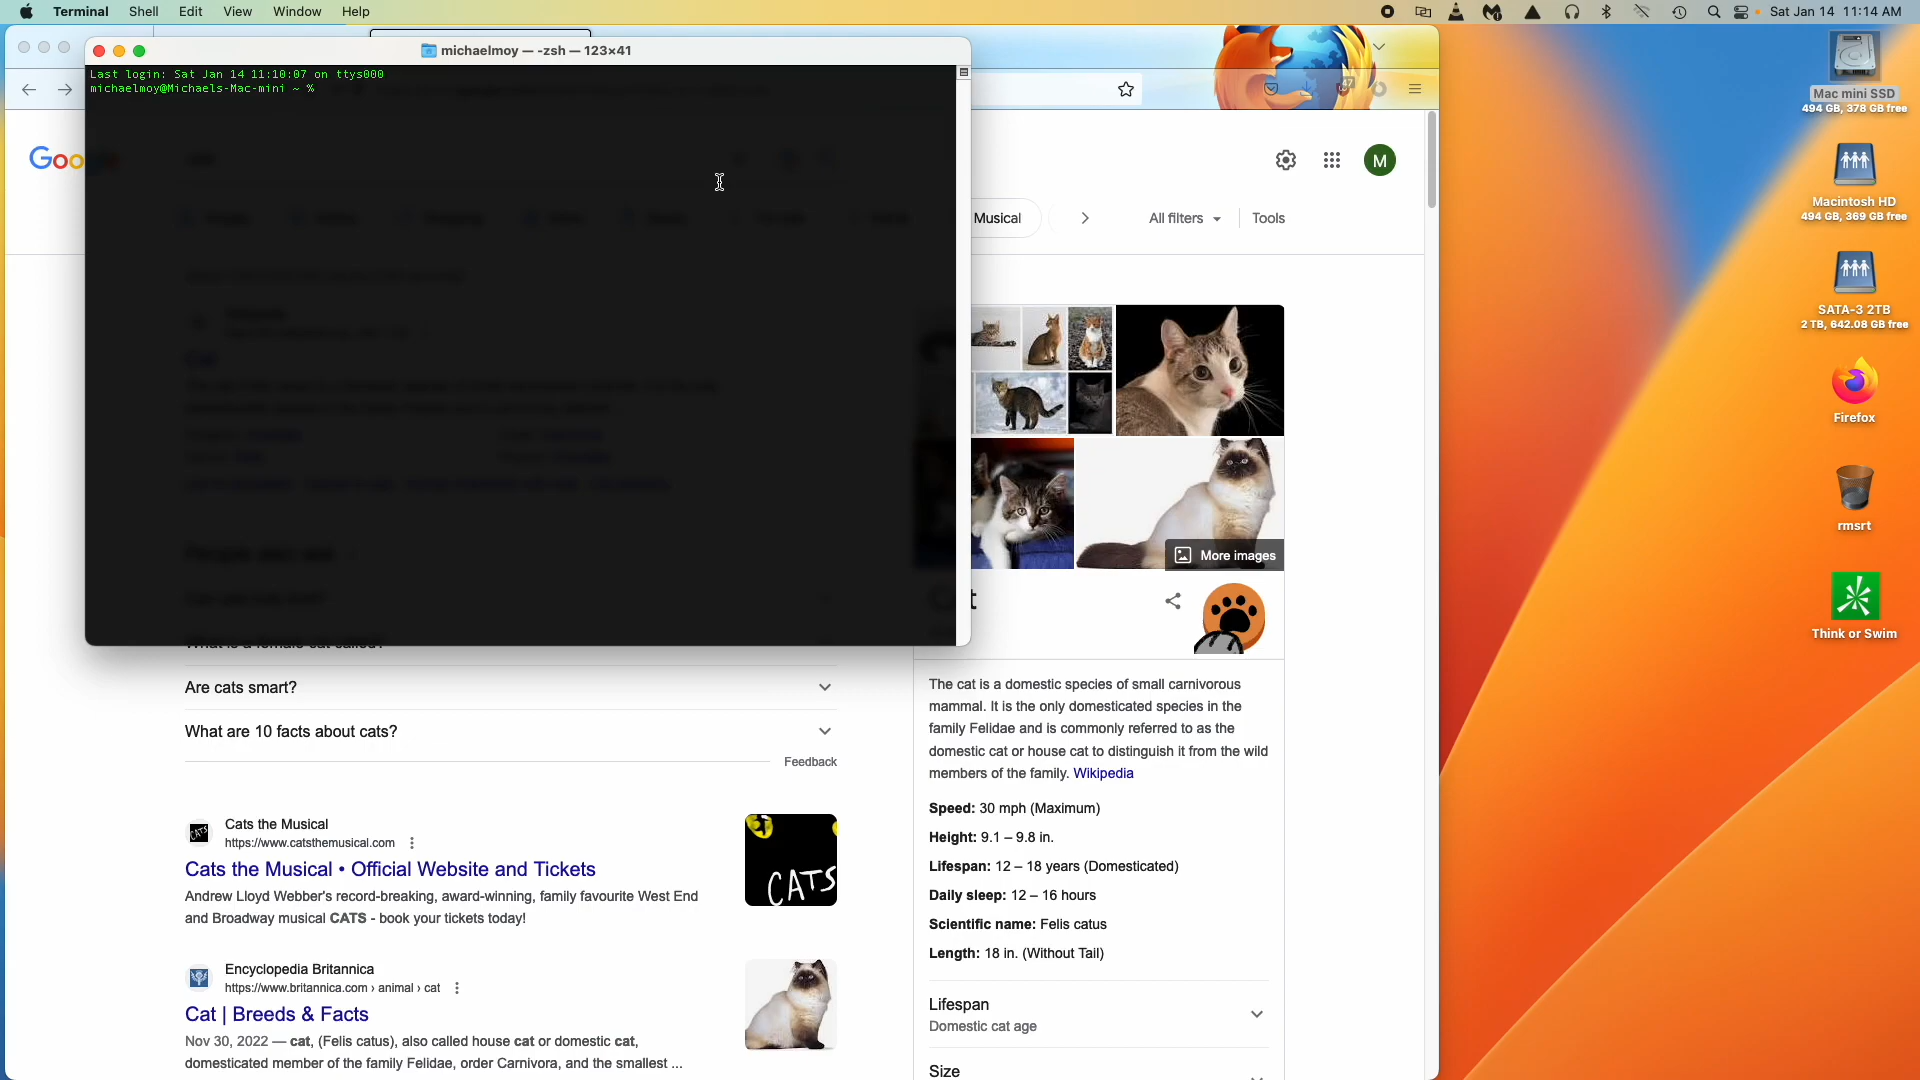 Terminal Shell Edit View Window Help
Sat Jan 14 11:14 AM
michaelmoy — -zsh — 123×41
Last login: Sat Jan 14 11:10:07 on ttys000
michaelmoy@Michaels-Mac-mini ~ %
47
Goo
M
Musical
All filters
Tools
More images
t
People also ask
What is a female cat called?
Are cats smart?
What are 10 facts about cats?
Feedback
Cats the Musical
https://www.catsthemusical.com
Cats the Musical • Official Website and Tickets
Andrew Lloyd Webber's record-breaking, award-winning, family favourite West End
and Broadway musical CATS - book your tickets today!
CATS
CATS
Encyclopedia Britannica
https://www.britannica.com › animal › cat
Cat | Breeds & Facts
Nov 30, 2022 — cat, (Felis catus), also called house cat or domestic cat,
domesticated member of the family Felidae, order Carnivora, and the smallest ...
The cat is a domestic species of small carnivorous
mammal. It is the only domesticated species in the
family Felidae and is commonly referred to as the
domestic cat or house cat to distinguish it from the wild
members of the family. Wikipedia
Speed: 30 mph (Maximum)
Height: 9.1 – 9.8 in.
Lifespan: 12 – 18 years (Domesticated)
Daily sleep: 12 – 16 hours
Scientific name: Felis catus
Length: 18 in. (Without Tail)
Lifespan
Domestic cat age
Size
Mac mini SSD
494 GB, 378 GB free
Macintosh HD
494 GB, 369 GB free
SATA-3 2TB
2 TB, 642.08 GB free
Firefox
rmsrt
Think or Swim